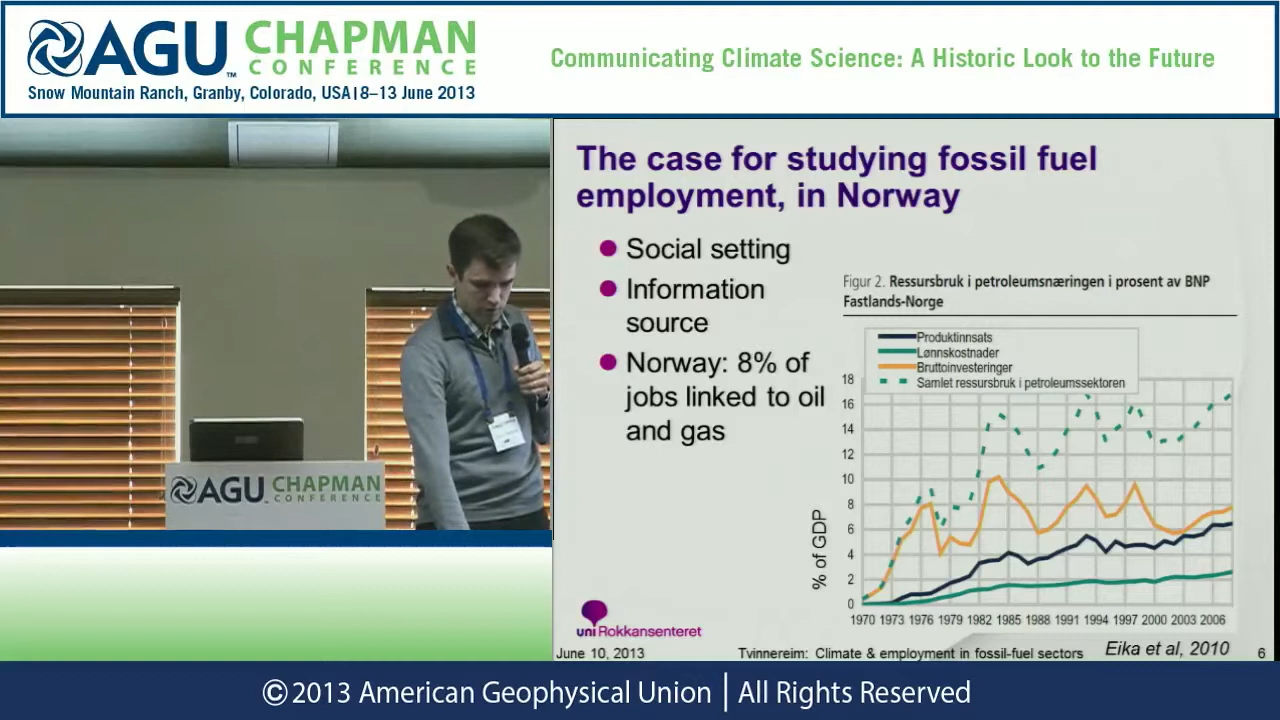 AGU CHAPMAN
CONFERENCE
Snow Mountain Ranch, Granby, Colorado, USA|8–13 June 2013
Communicating Climate Science: A Historic Look to the Future
The case for studying fossil fuel
employment, in Norway
Social setting
Information
source
Norway: 8% of
jobs linked to oil
and gas
Figur 2. Ressursbruk i petroleumsnæringen i prosent av BNP
Fastlands-Norge
Produktinnsats
Lønnskostnader
Bruttoinvesteringer
Samlet ressursbruk i petroleumssektoren
18
16
14
12
10
8
6
4
2
0
% of GDP
1970 1973 1976 1979 1982 1985 1988 1991 1994 1997 2000 2003 2006
AGU CHAPMAN
CONFERENCE
uni Rokkansenteret
June 10, 2013
Tvinnereim: Climate & employment in fossil-fuel sectors
Eika et al, 2010
6
©2013 American Geophysical Union | All Rights Reserved